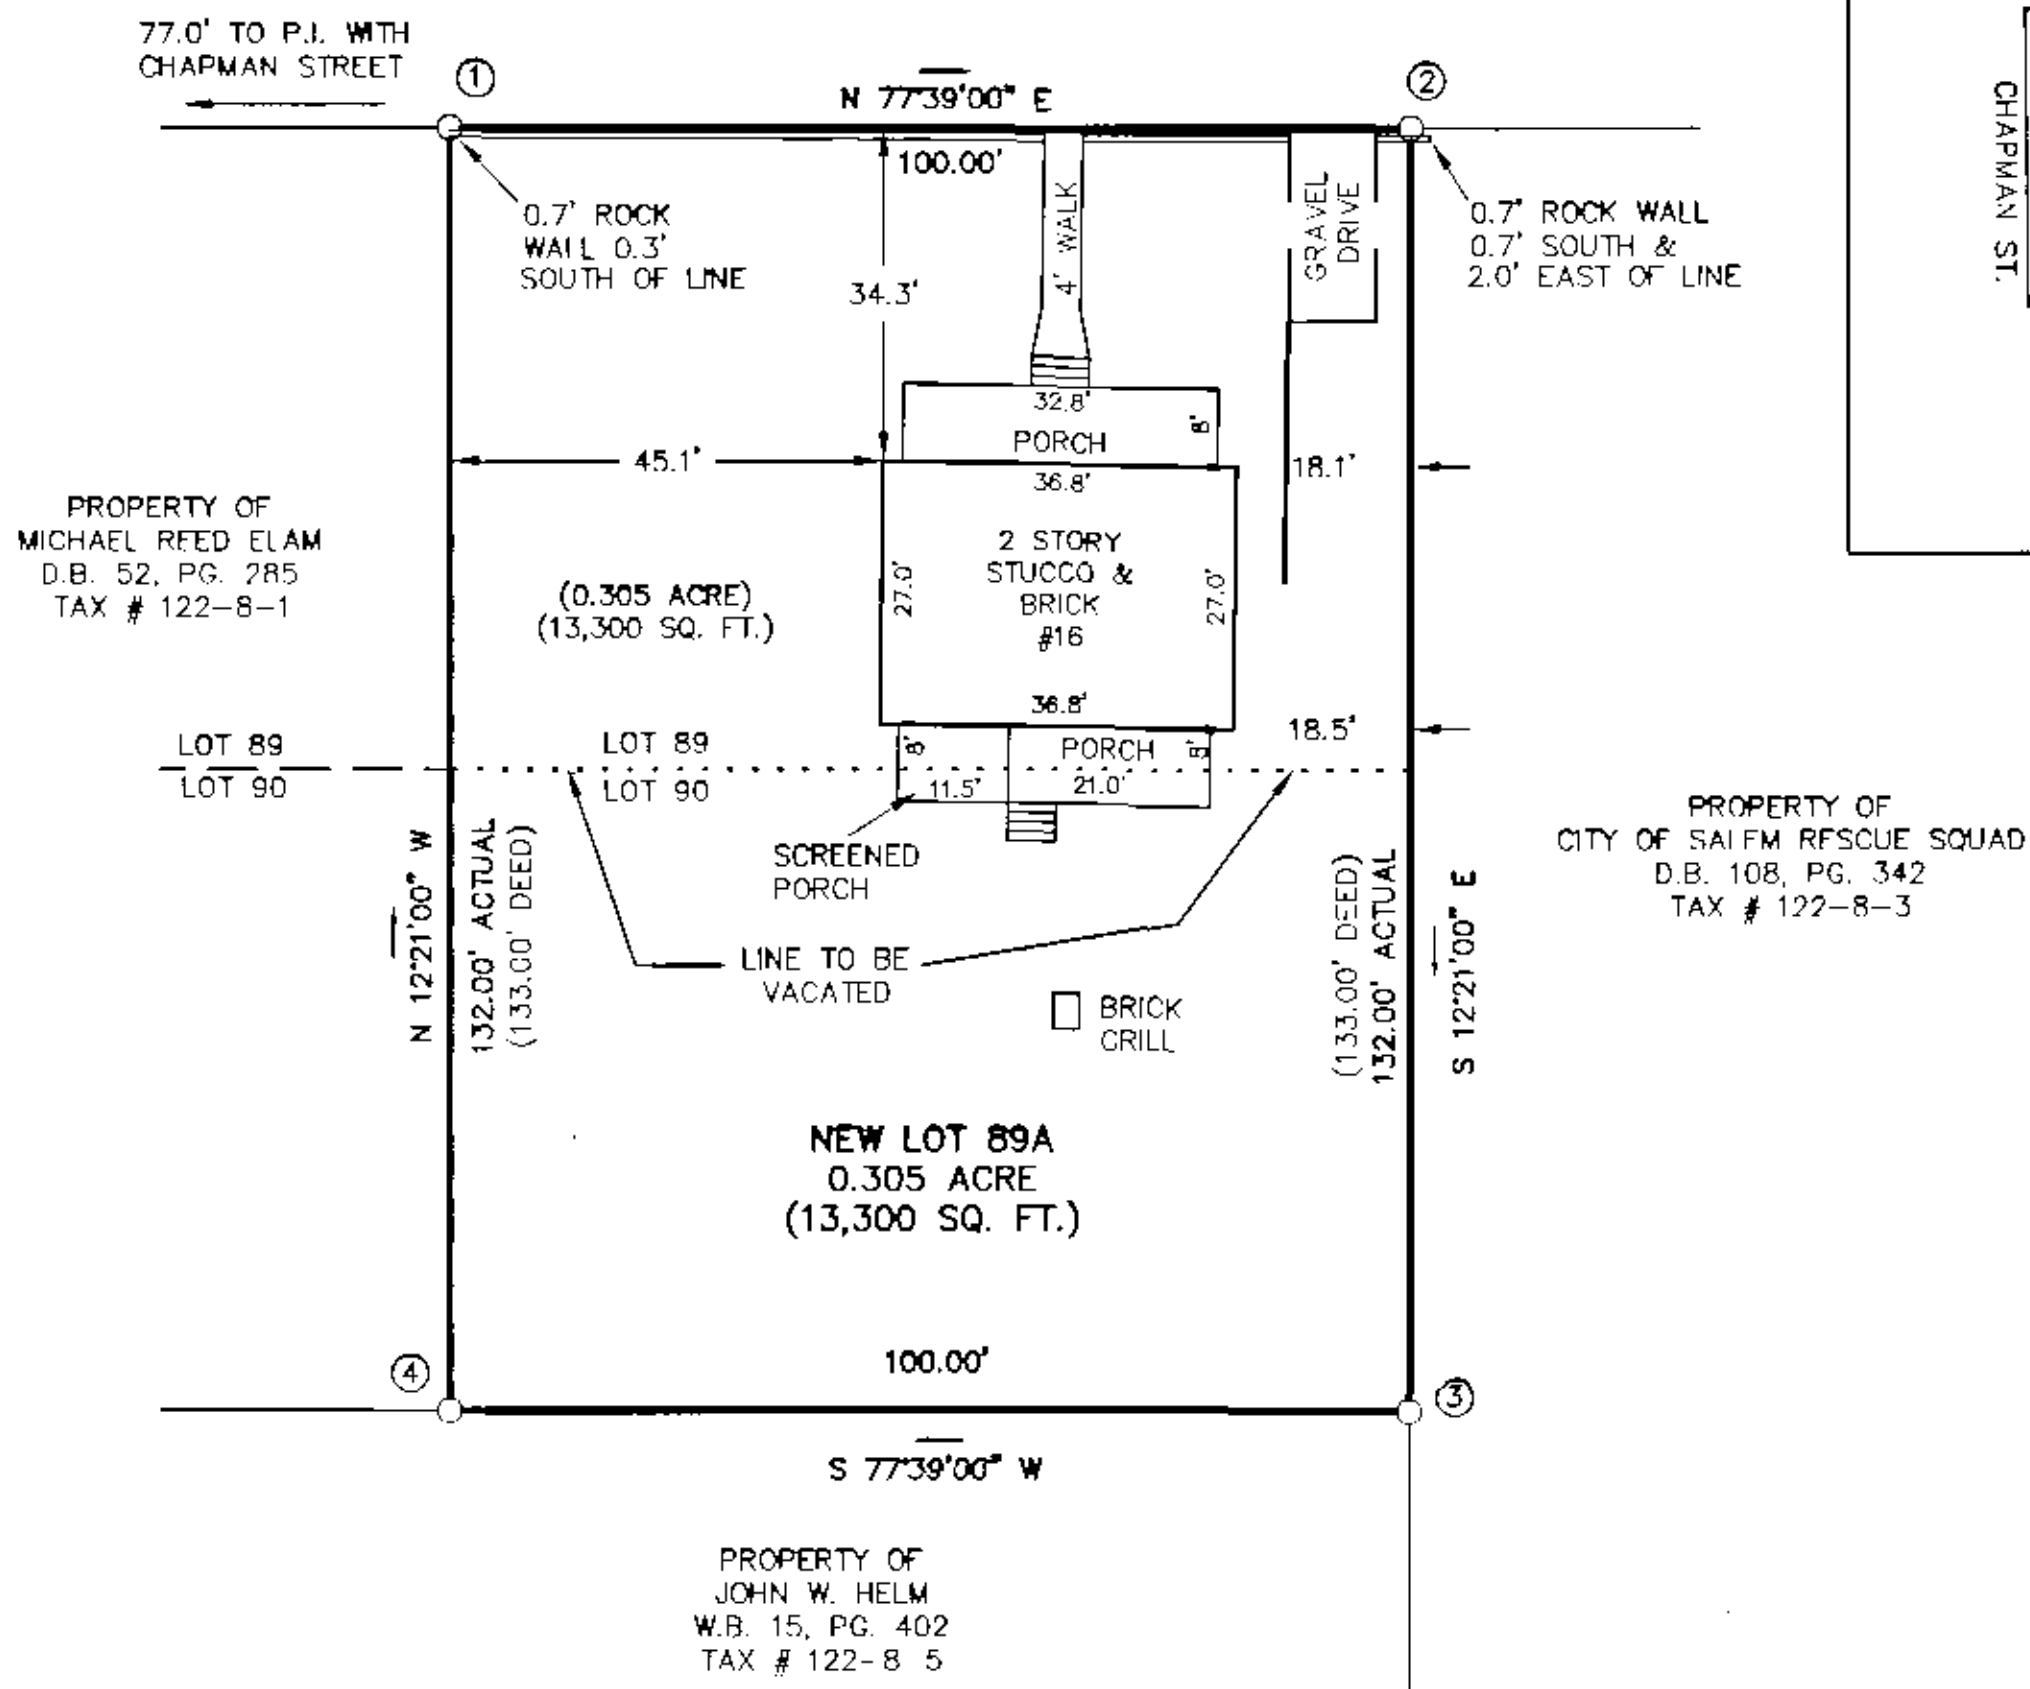 77.0' TO P.I. WITH
CHAPMAN STREET
1
N 77°39'00" E
2
100.00'
0.7' ROCK
WALL 0.3'
SOUTH OF LINE
4' WALK
GRAVEL
DRIVE
0.7' ROCK WALL
0.7' SOUTH &
2.0' EAST OF LINE
CHAPMAN ST.
34.3'
32.8'
PORCH
8'
45.1'
36.8'
18.1'
PROPERTY OF
MICHAEL REED ELAM
D.B. 52, PG. 285
TAX # 122-8-1
(0.305 ACRE)
(13,300 SQ. FT.)
27.0'
2 STORY
STUCCO &
BRICK
#16
27.0'
36.8'
18.5'
LOT 89
LOT 90
LOT 89
LOT 90
8'
PORCH
8'
11.5'
21.0'
SCREENED
PORCH
N 12°21'00" W
132.00' ACTUAL
(133.00' DEED)
LINE TO BE
VACATED
BRICK
GRILL
(133.00' DEED)
132.00' ACTUAL
S 12°21'00" E
PROPERTY OF
CITY OF SALEM RESCUE SQUAD
D.B. 108, PG. 342
TAX # 122-8-3
NEW LOT 89A
0.305 ACRE
(13,300 SQ. FT.)
100.00'
4
3
S 77°39'00" W
PROPERTY OF
JOHN W. HELM
W.B. 15, PG. 402
TAX # 122-8 5